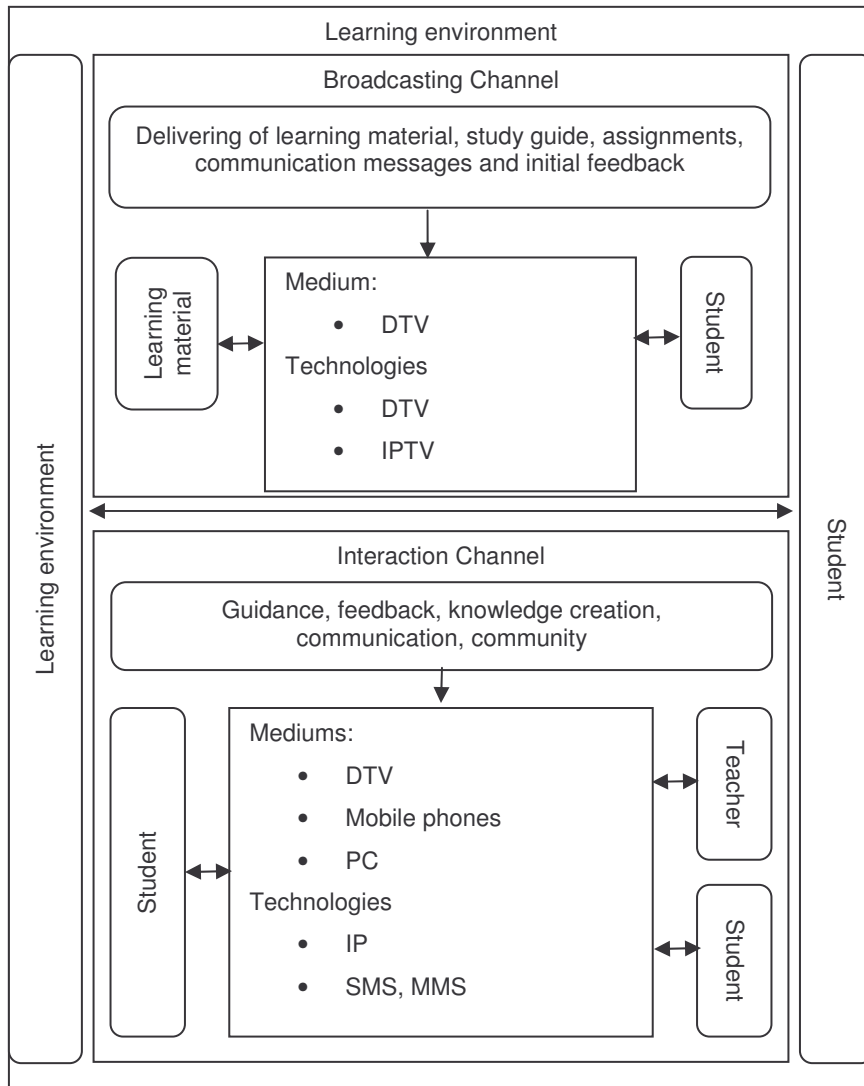 Learning environment
Learning environment
Broadcasting Channel
Delivering of learning material, study guide, assignments,
communication messages and initial feedback
Learning
material
Medium:
• DTV
Technologies
• DTV
• IPTV
Student
Student
Interaction Channel
Guidance, feedback, knowledge creation,
communication, community
Student
Mediums:
• DTV
• Mobile phones
• PC
Technologies
• IP
• SMS, MMS
Teacher
Student